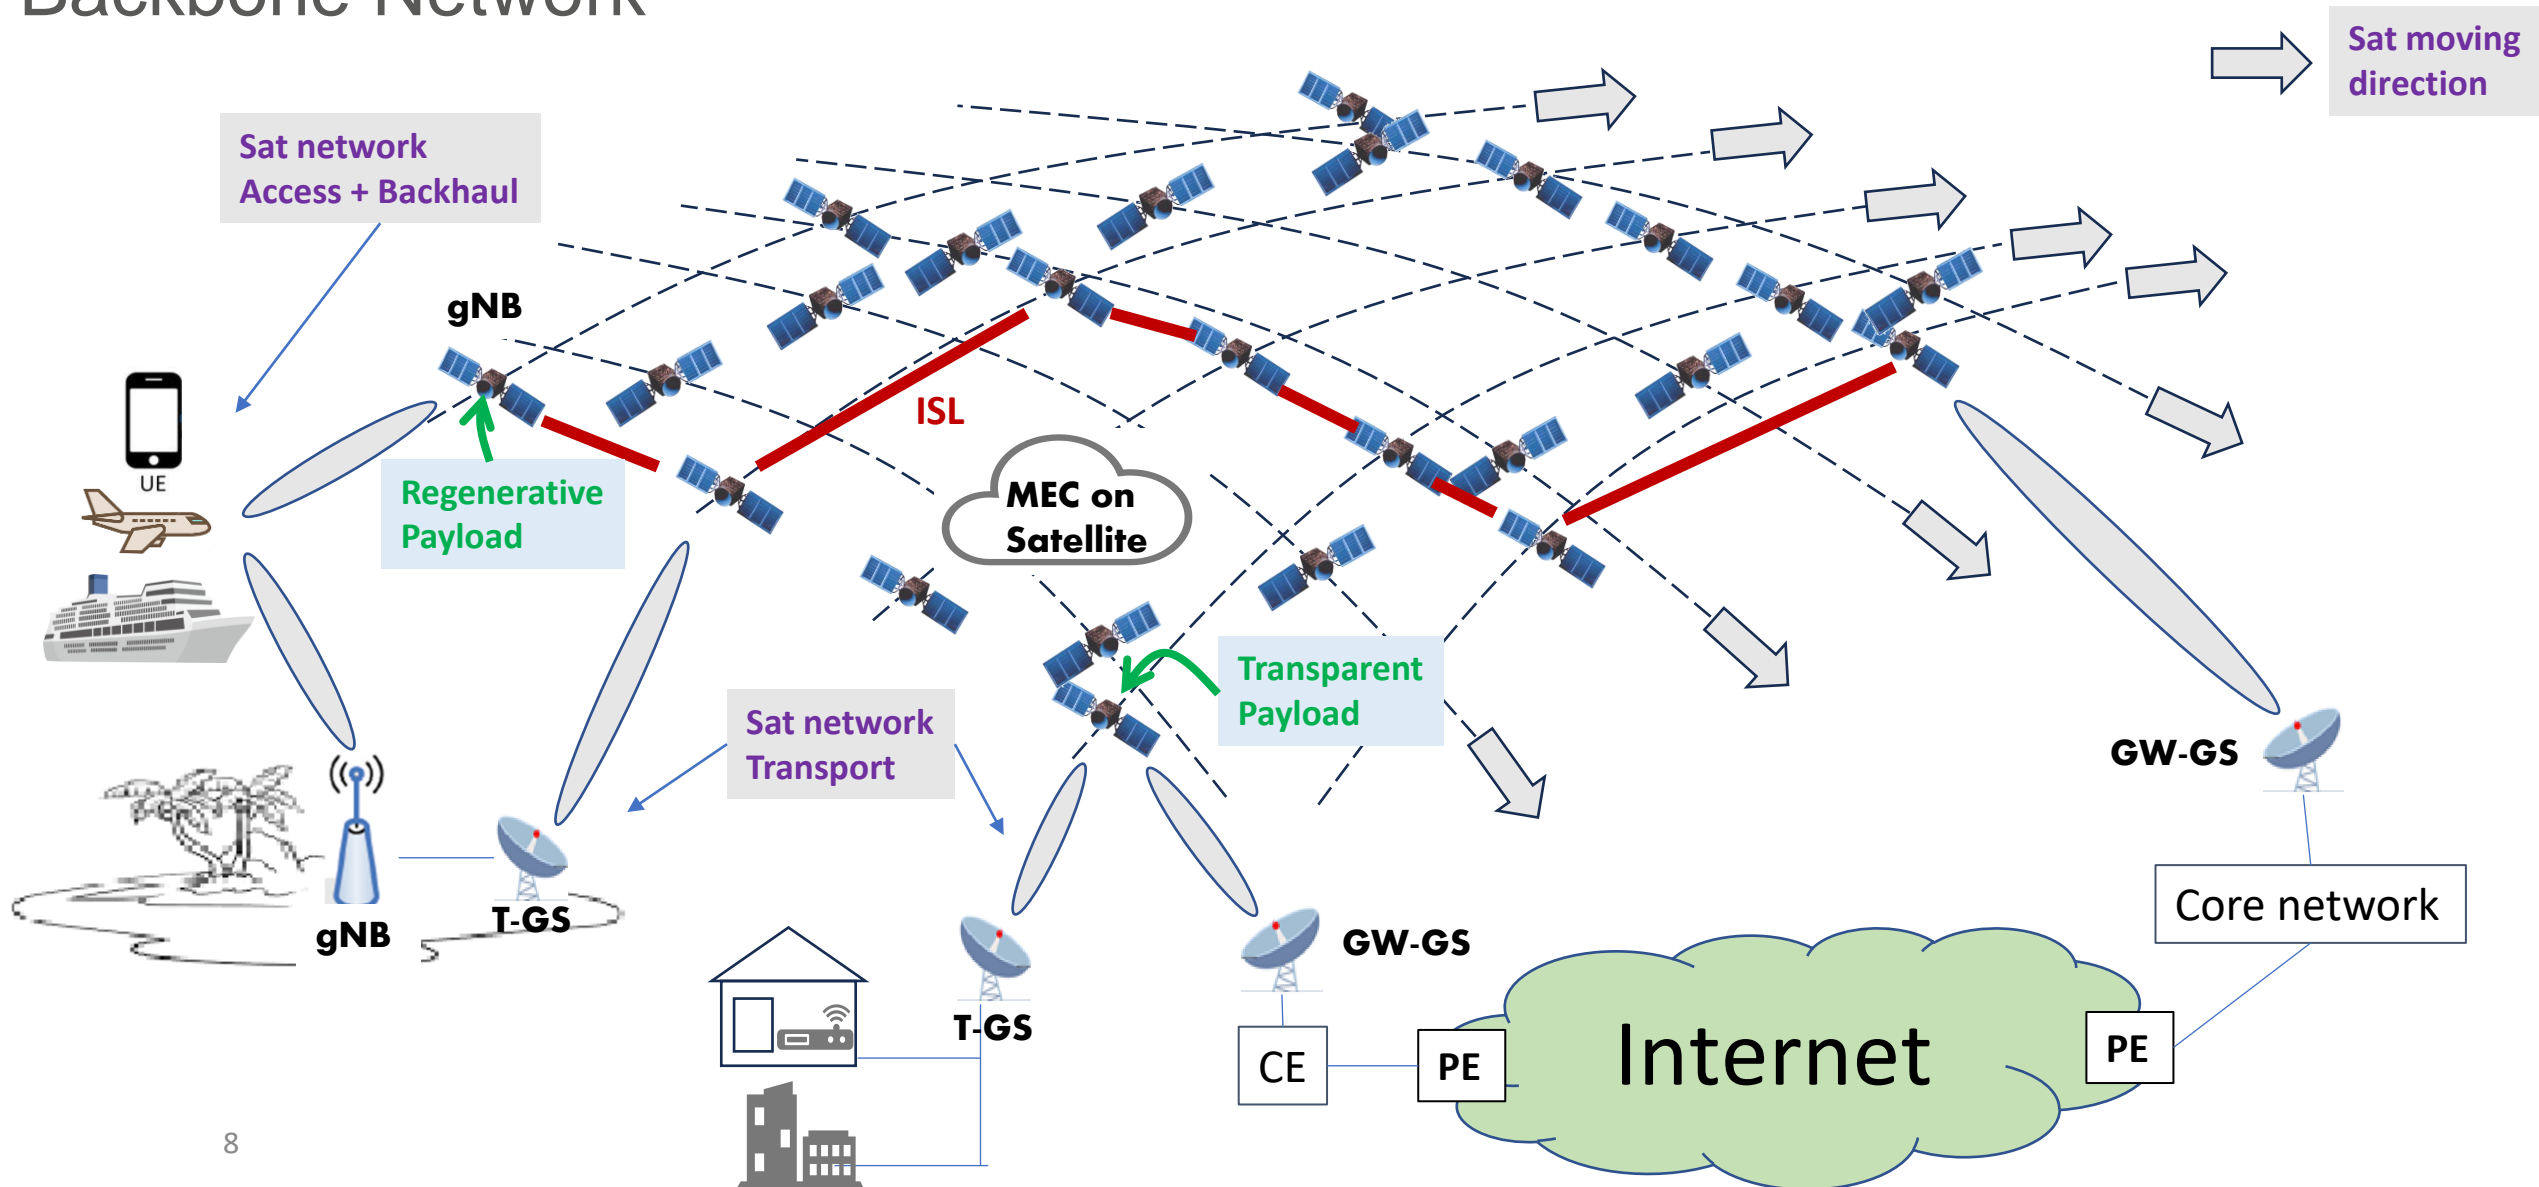 Backbone Network
Sat moving
direction
Sat network
Access + Backhaul
gNB
ISL
UE
Regenerative
Payload
MEC on
Satellite
Transparent
Payload
Sat network
Transport
GW-GS
Core network
gNB
T-GS
GW-GS
T-GS
CE
PE
Internet
PE
8